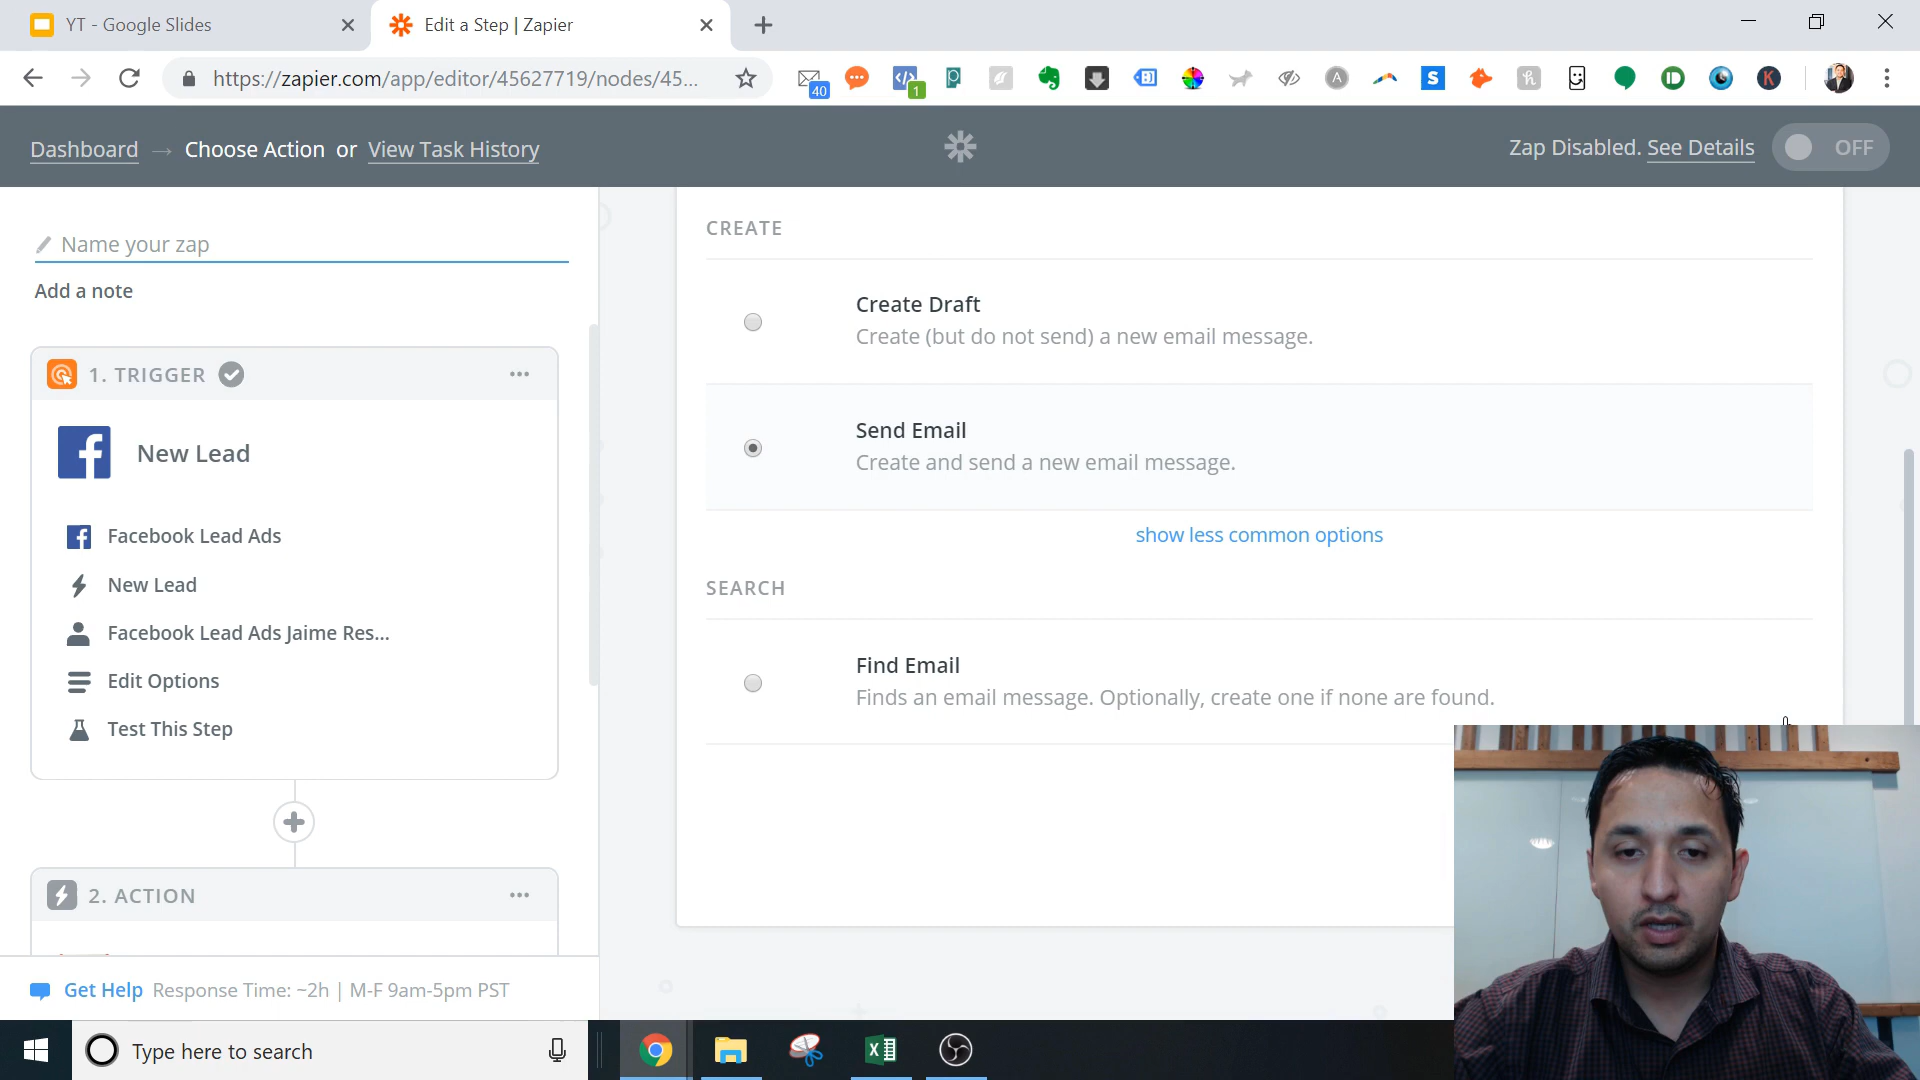 YT - Google Slides
Edit a Step | Zapier
https://zapier.com/app/editor/45627719/nodes/45...
40
1
Dashboard → Choose Action or View Task History
Zap Disabled. See Details
OFF
Name your zap
Add a note
1. TRIGGER
New Lead
Facebook Lead Ads
New Lead
Facebook Lead Ads Jaime Res...
Edit Options
Test This Step
2. ACTION
Get Help Response Time: ~2h | M-F 9am-5pm PST
CREATE
Create Draft
Create (but do not send) a new email message.
Send Email
Create and send a new email message.
show less common options
SEARCH
Find Email
Finds an email message. Optionally, create one if none are found.
Type here to search